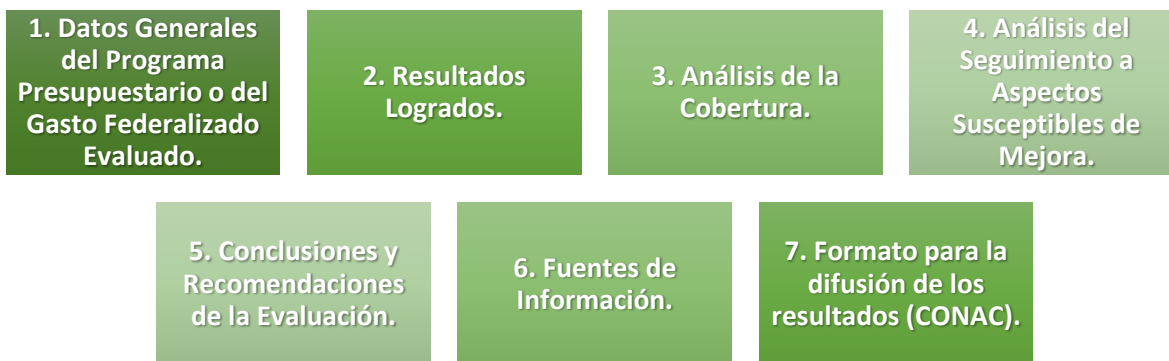 1. Datos Generales
del Programa
Presupuestario o del
Gasto Federalizado
Evaluado.
2. Resultados
Logrados.
3. Análisis de la
Cobertura.
4. Análisis del
Seguimiento a
Aspectos
Susceptibles de
Mejora.
5. Conclusiones y
Recomendaciones
de la Evaluación.
6. Fuentes de
Información.
7. Formato para la
difusión de los
resultados (CONAC).